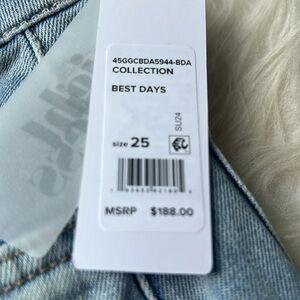 45GGCBDA5944-BDA
COLLECTION
BEST DAYS
size 25
SU24
MSRP $188.00